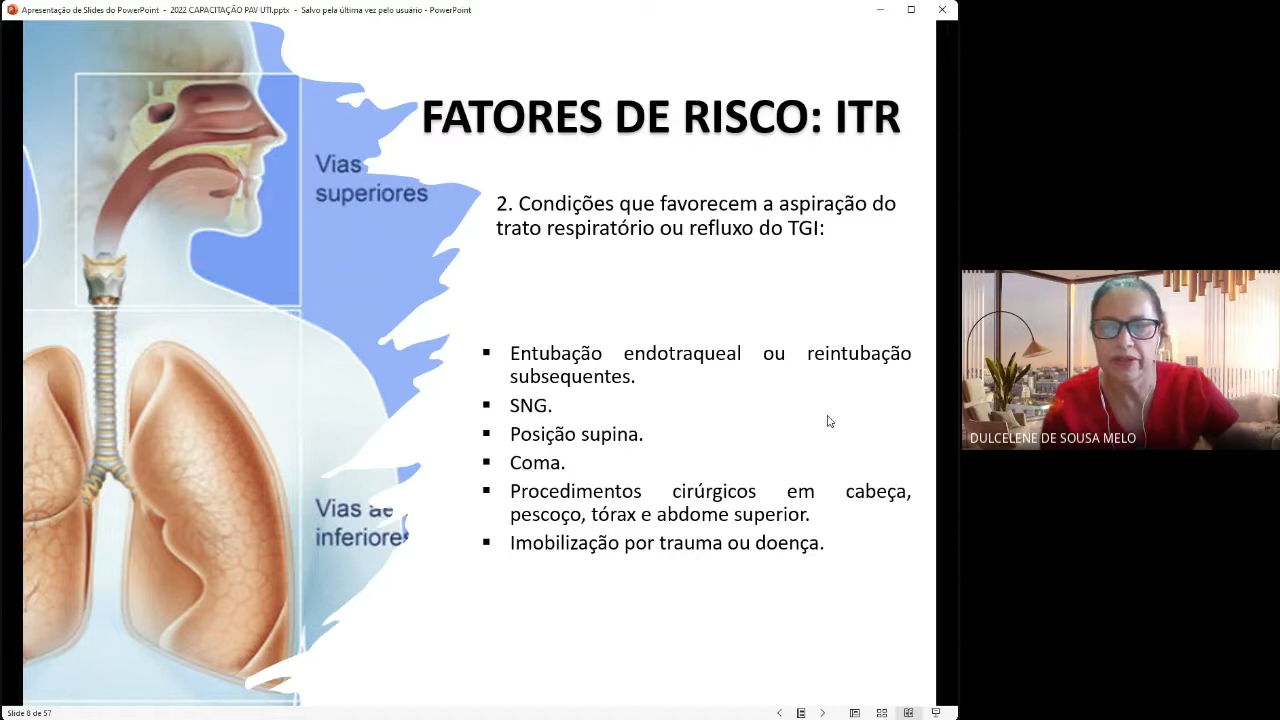 Apresentação de Slides do PowerPoint - 2022 CAPACITAÇÃO PAV UTI.pptx - Salvo pela última vez pelo usuário - PowerPoint
FATORES DE RISCO: ITR
Vias
superiores
2. Condições que favorecem a aspiração do
trato respiratório ou refluxo do TGI:
▪ Entubação endotraqueal ou reintubação
subsequentes.
▪ SNG.
▪ Posição supina.
▪ Coma.
▪ Procedimentos cirúrgicos em cabeça,
pescoço, tórax e abdome superior.
▪ Imobilização por trauma ou doença.
Vias
inferiores
DULCELENE DE SOUSA MELO
Slide 8 de 57